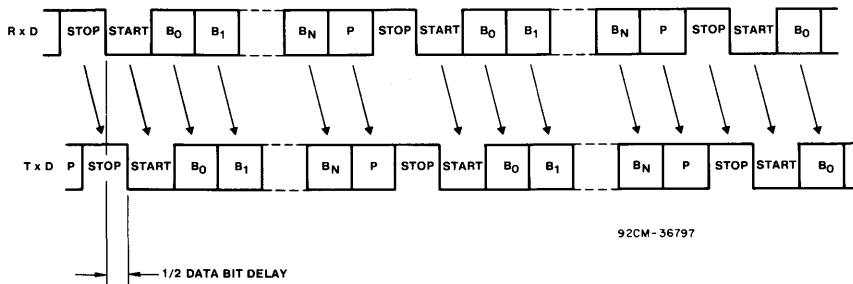 R x D STOP START B0 B1 BN P STOP START B0 B1 BN P STOP START B0
T x D P STOP START B0 B1 BN P STOP START B0 B1 BN P STOP START B0
92CM-36797
1/2 DATA BIT DELAY